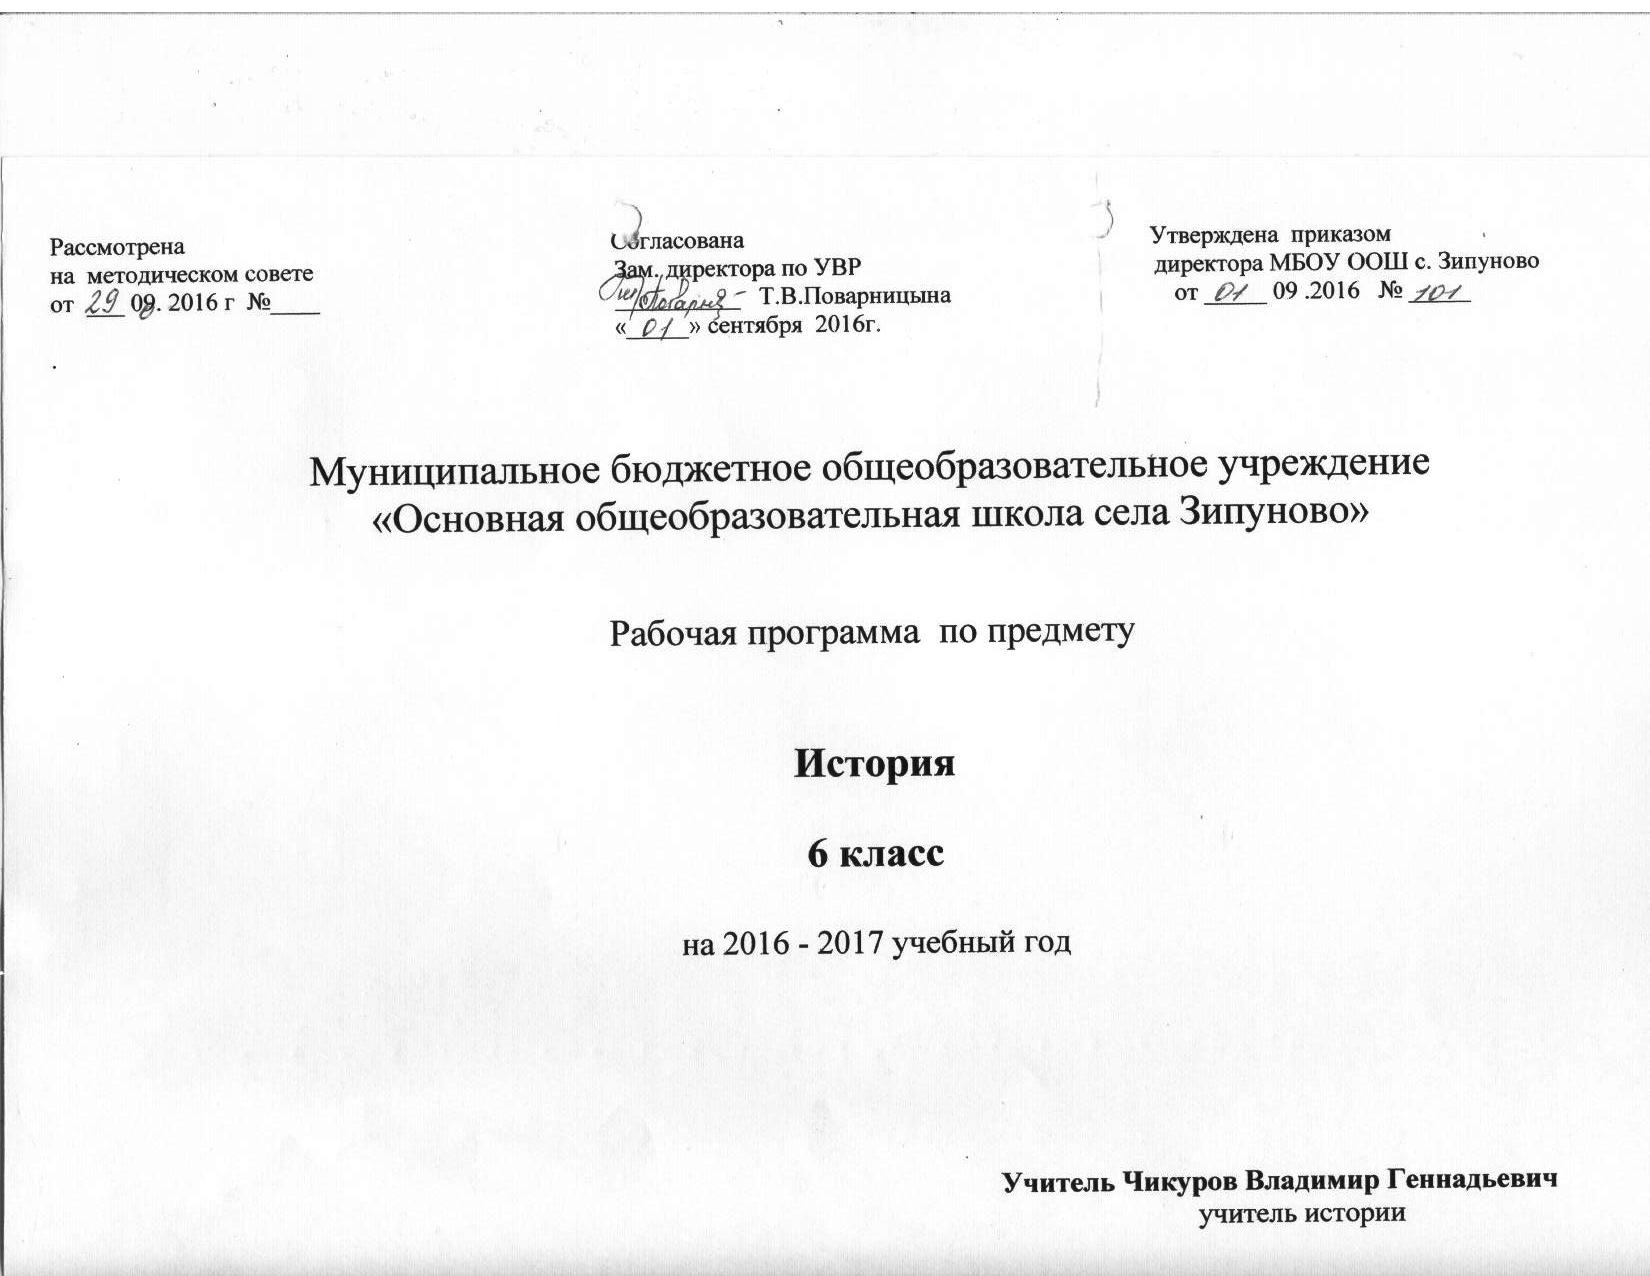 Рассмотрена
на методическом совете
от 29 08. 2016 г №____
Согласована
Зам. директора по УВР
Т.В.Поварницына
«_01_» сентября 2016г.
Утверждена приказом
директора МБОУ ООШ с. Зипуново
от 01 09 .2016 № 101
Муниципальное бюджетное общеобразовательное учреждение
«Основная общеобразовательная школа села Зипуново»
Рабочая программа по предмету
История
6 класс
на 2016 - 2017 учебный год
Учитель Чикуров Владимир Геннадьевич
учитель истории